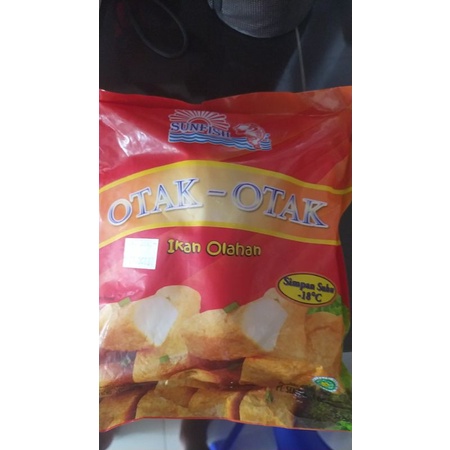 SUNFISH
OTAK - OTAK
Ikan Olahan
Simpan Suhu
-18°C